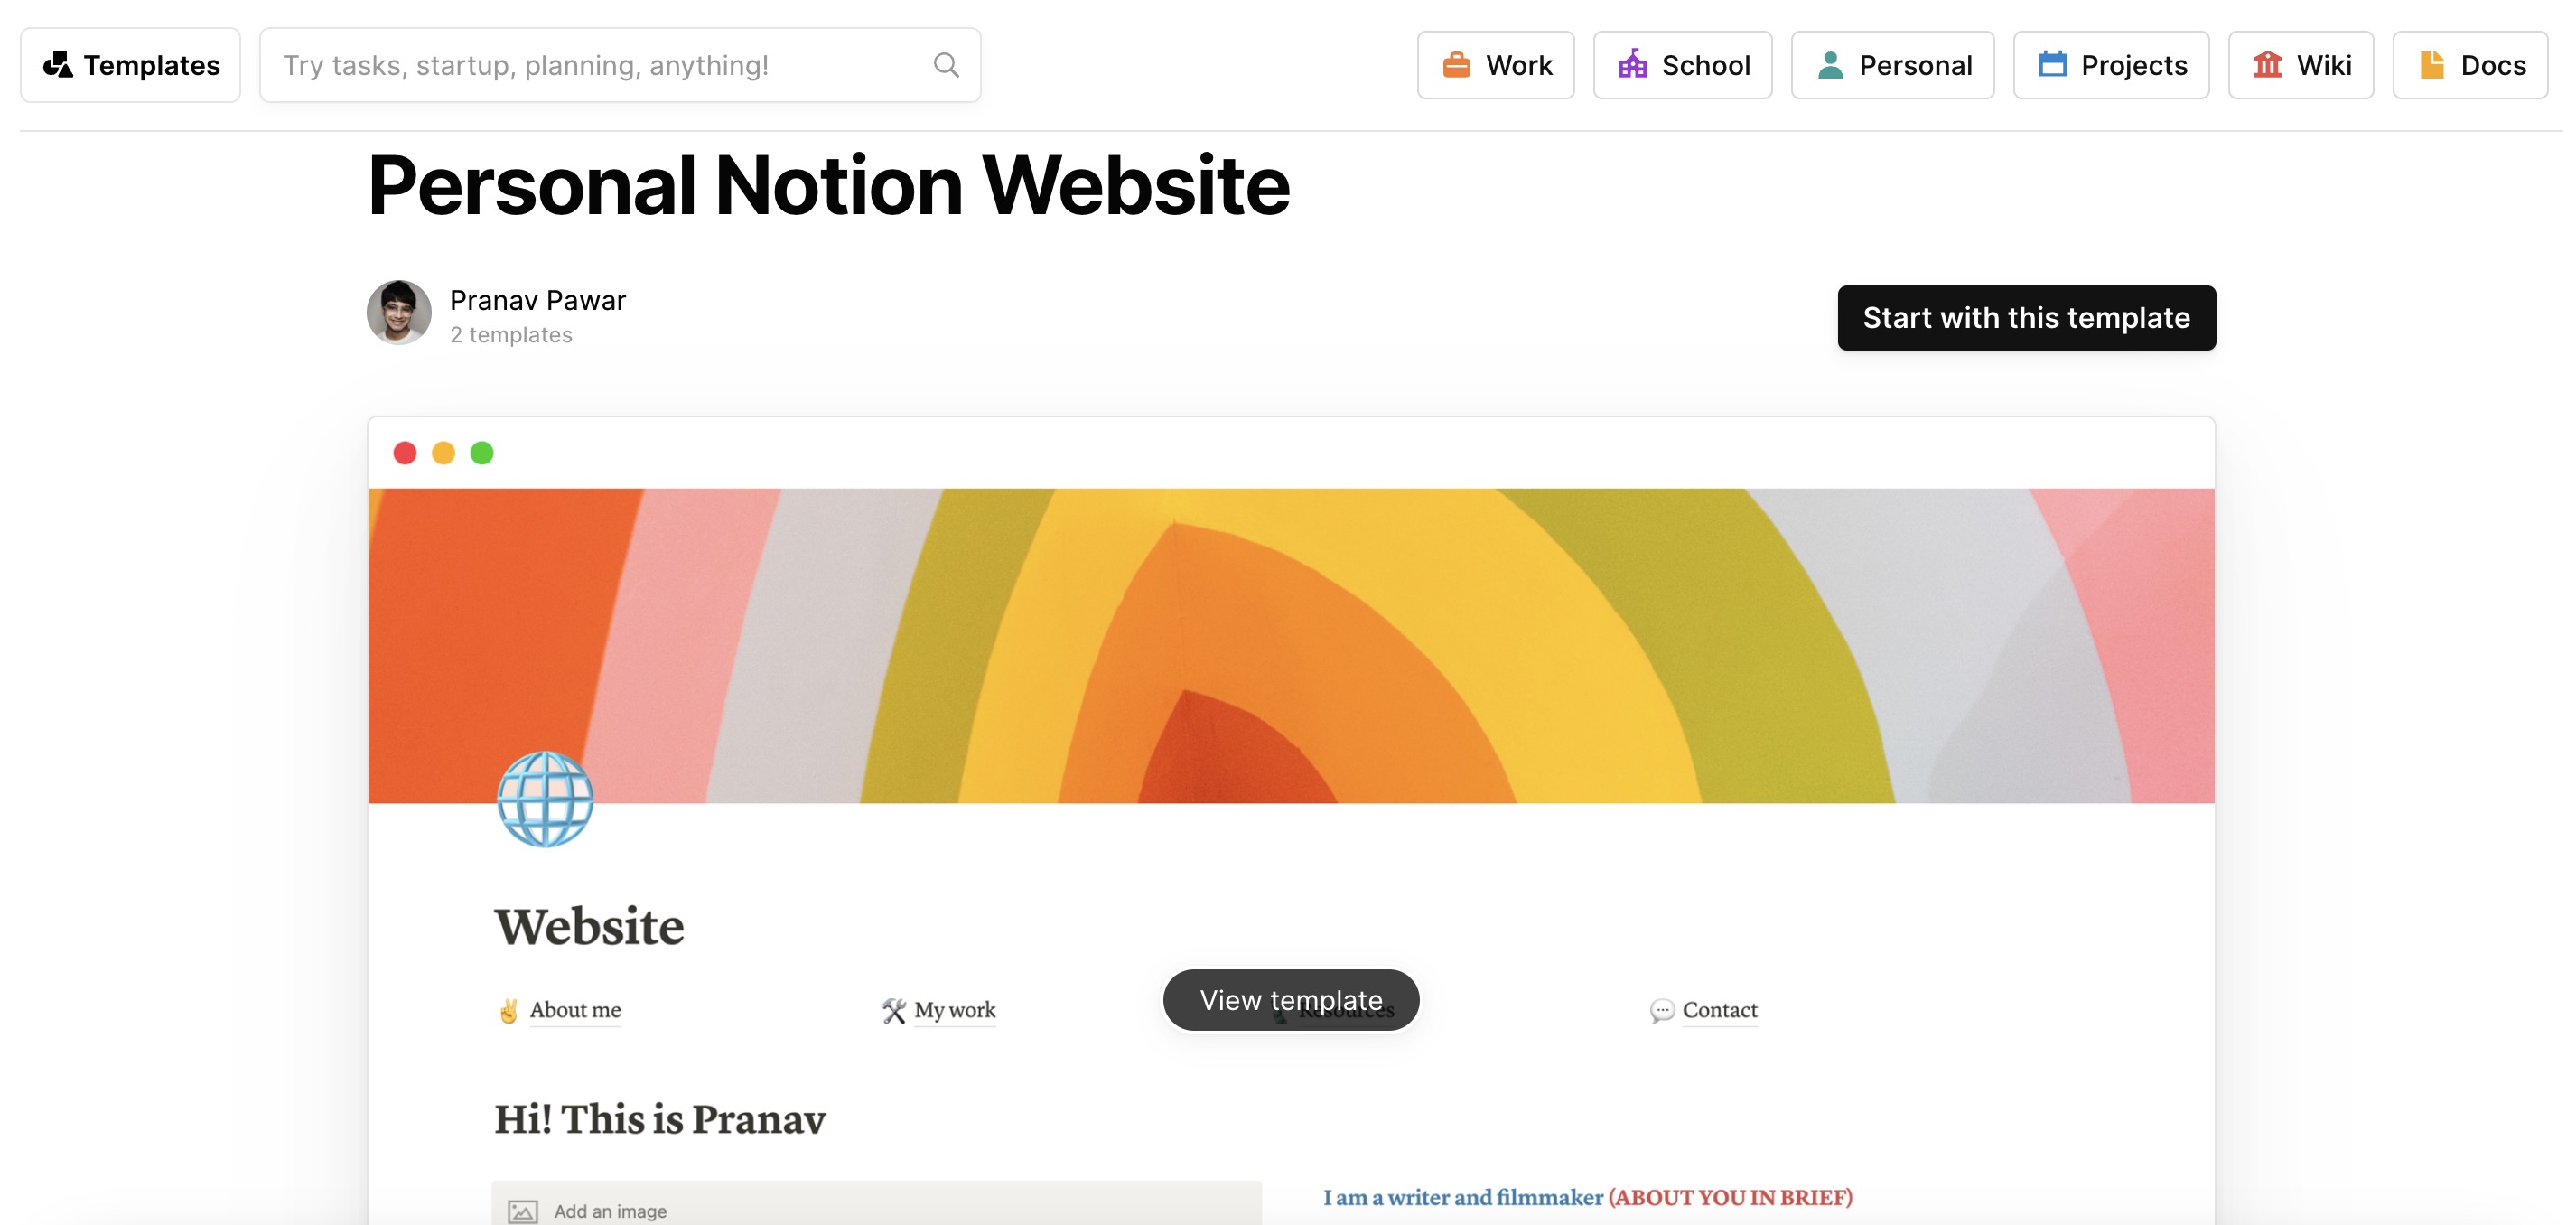 Templates
Try tasks, startup, planning, anything!
Work
School
Personal
Projects
Wiki
Docs
Personal Notion Website
Pranav Pawar
2 templates
Start with this template
Website
About me
My work
View template
Resources
Contact
Hi! This is Pranav
Add an image
I am a writer and filmmaker (ABOUT YOU IN BRIEF)